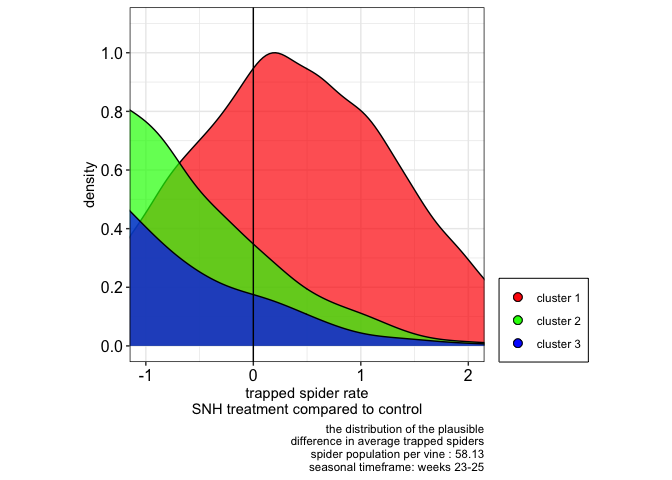 density
1.0
0.8
0.6
0.4
0.2
0.0
-1
0
1
2
trapped spider rate
SNH treatment compared to control
cluster 1
cluster 2
cluster 3
the distribution of the plausible
difference in average trapped spiders
spider population per vine : 58.13
seasonal timeframe: weeks 23-25